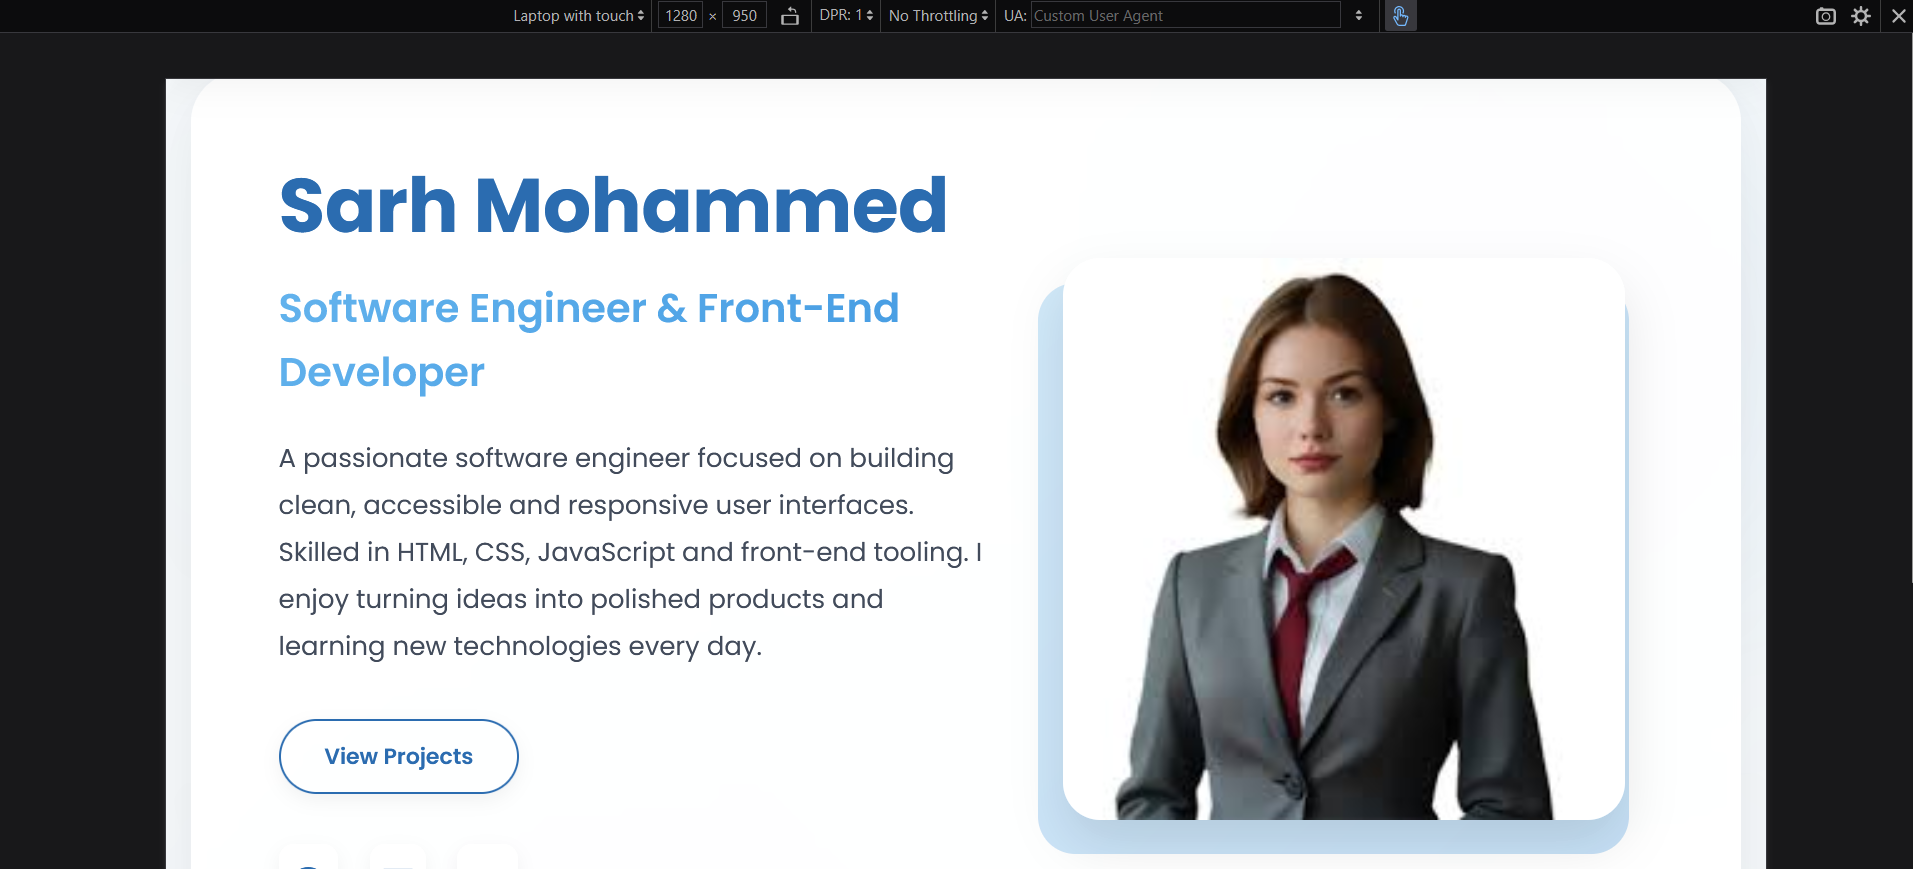 Laptop with touch 1280 × 950 DPR: 1 No Throttling UA: Custom User Agent
Sarh Mohammed
Software Engineer & Front-End
Developer
A passionate software engineer focused on building
clean, accessible and responsive user interfaces.
Skilled in HTML, CSS, JavaScript and front-end tooling. I
enjoy turning ideas into polished products and
learning new technologies every day.
View Projects